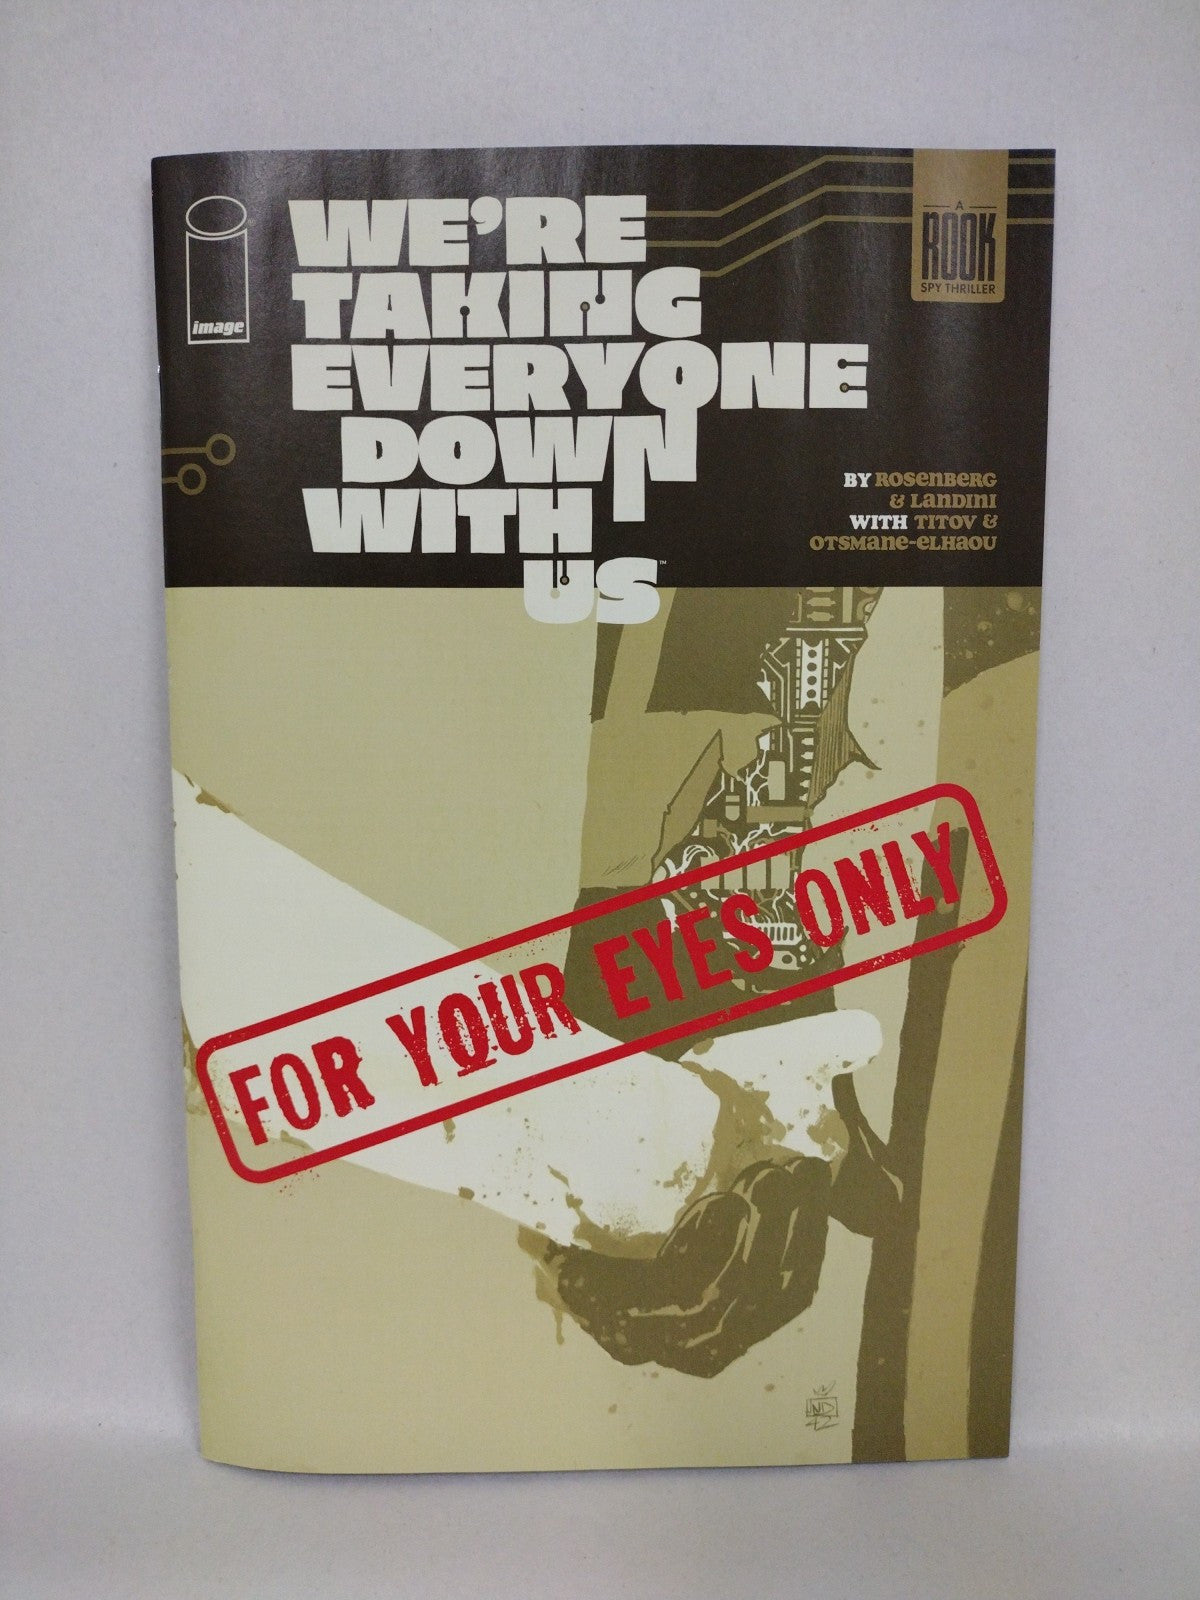 WE'RE
TAKING
EVERYONE
DOWN
WITH
US™
image
A
ROOK
SPY THRILLER
BY ROSENBERG
& LANDINI
WITH TITOV &
OTSMANE-ELHAOU
FOR YOUR EYES ONLY